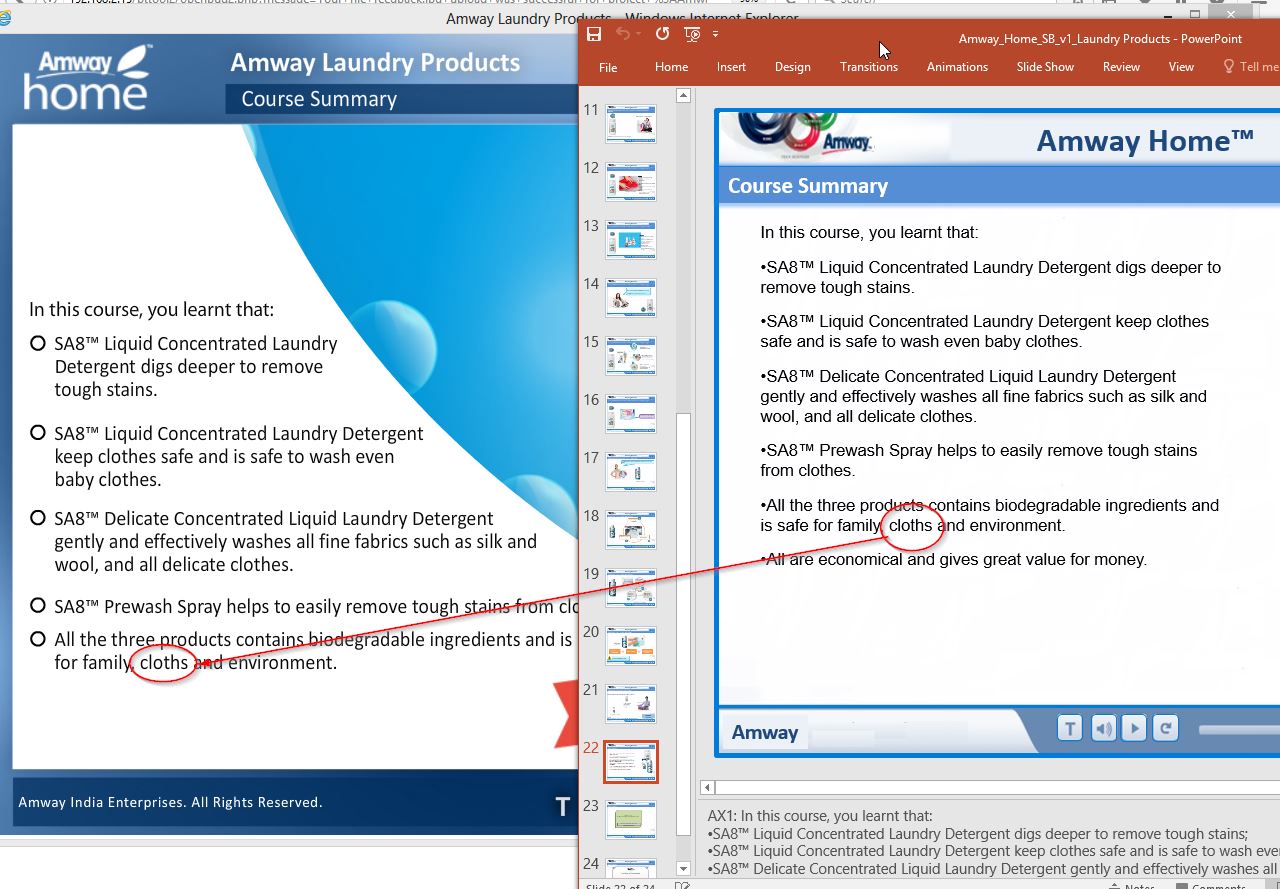 Amway Laundry Products - Windows Internet Explorer
Amway
home
Amway Laundry Products
Course Summary
In this course, you learnt that:
SA8™ Liquid Concentrated Laundry
Detergent digs deeper to remove
tough stains.
SA8™ Liquid Concentrated Laundry Detergent
keep clothes safe and is safe to wash even
baby clothes.
SA8™ Delicate Concentrated Liquid Laundry Detergent
gently and effectively washes all fine fabrics such as silk and
wool, and all delicate clothes.
SA8™ Prewash Spray helps to easily remove tough stains from clo
All the three products contains biodegradable ingredients and is
for family, cloths and environment.
Amway India Enterprises. All Rights Reserved.
T
Amway_Home_SB_v1_Laundry Products - PowerPoint
File Home Insert Design Transitions Animations Slide Show Review View Tell me
11
12
13
14
15
16
17
18
19
20
21
22
23
24
Amway
Amway Home™
Course Summary
In this course, you learnt that:
•SA8™ Liquid Concentrated Laundry Detergent digs deeper to
remove tough stains.
•SA8™ Liquid Concentrated Laundry Detergent keep clothes
safe and is safe to wash even baby clothes.
•SA8™ Delicate Concentrated Liquid Laundry Detergent
gently and effectively washes all fine fabrics such as silk and
wool, and all delicate clothes.
•SA8™ Prewash Spray helps to easily remove tough stains
from clothes.
•All the three products contains biodegradable ingredients and
is safe for family, cloths and environment.
•All are economical and gives great value for money.
Amway
T
AX1: In this course, you learnt that:
•SA8™ Liquid Concentrated Laundry Detergent digs deeper to remove tough stains;
•SA8™ Liquid Concentrated Laundry Detergent keep clothes safe and is safe to wash eve
•SA8™ Delicate Concentrated Liquid Laundry Detergent gently and effectively washes all
Slide 22 of 24
Notes
Comments